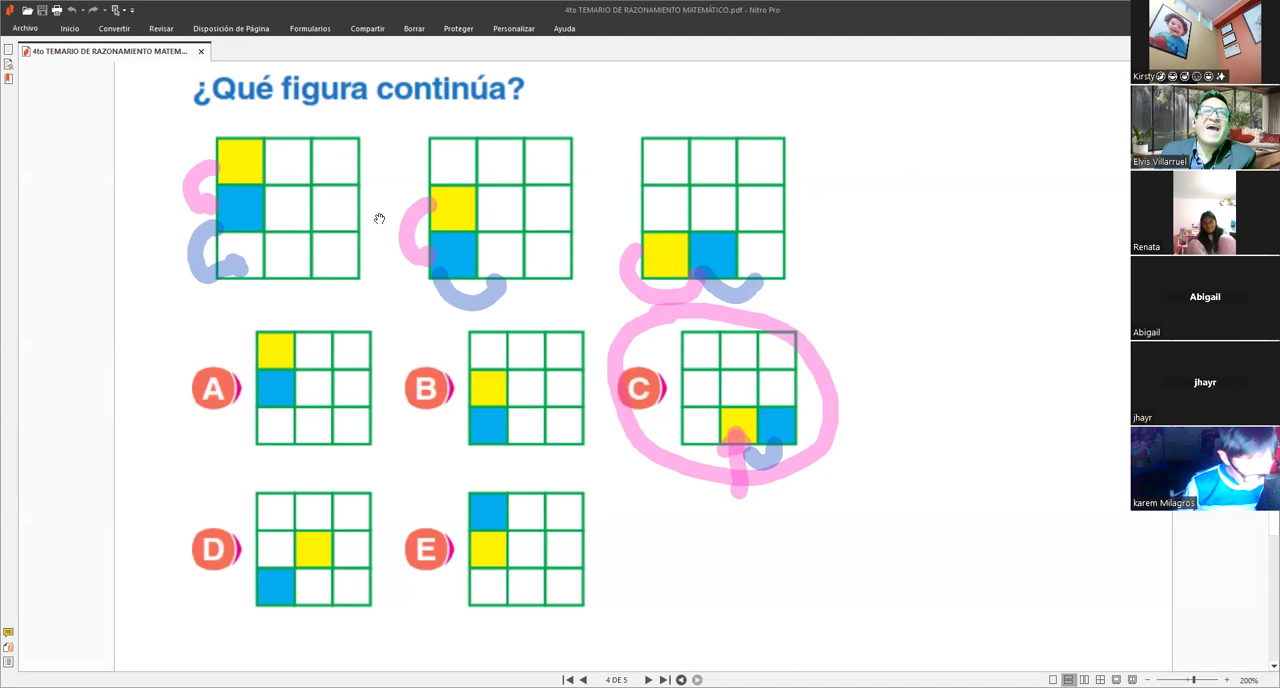 4to TEMARIO DE RAZONAMIENTO MATEMÁTICO.pdf - Nitro Pro
Archivo Inicio Convertir Revisar Disposición de Página Formularios Compartir Borrar Proteger Personalizar Ayuda
4to TEMARIO DE RAZONAMIENTO MATEM...
¿Qué figura continúa?
A
B
C
D
E
4 DE 5
200%
Kirsty
Elvis Villarruel
Renata
Abigail
Abigail
jhayr
jhayr
karem Milagros